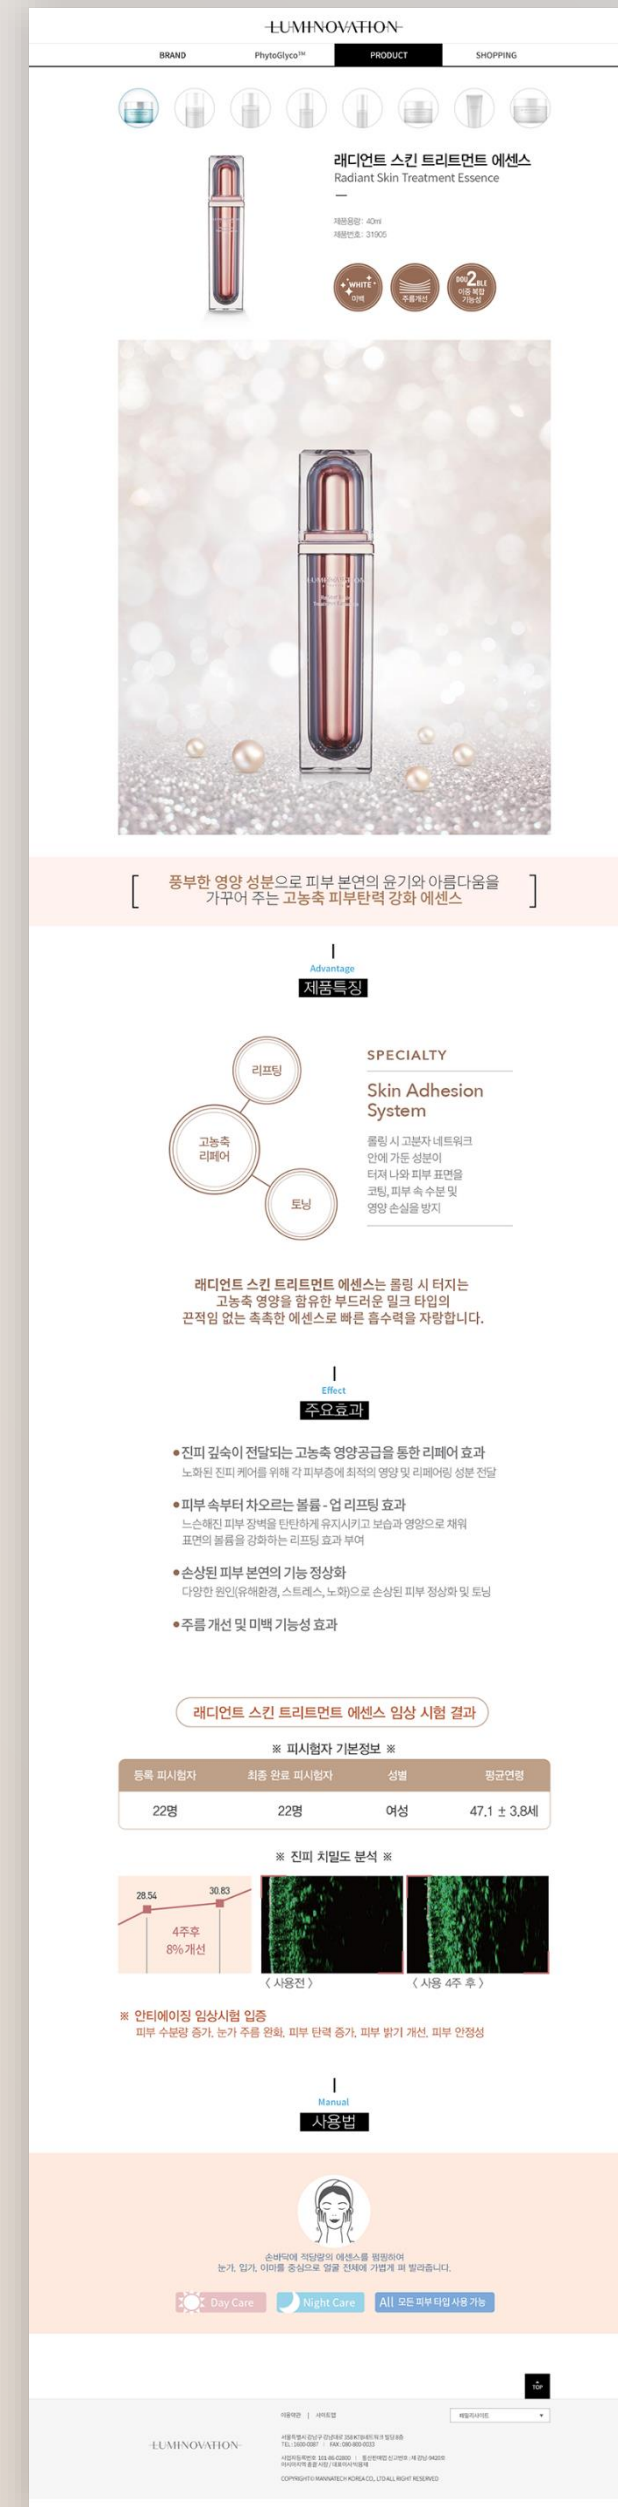 LUMINOVATION
BRAND
PhytoGlyco™
PRODUCT
SHOPPING
래디언트 스킨 트리트먼트 에센스
Radiant Skin Treatment Essence
제품용량: 40ml
제품번호: 31905
WHITE
미백
주름개선
DOU2BLE
이중 복합
기능성
LUMINOVATION
풍부한 영양 성분으로 피부 본연의 윤기와 아름다움을
가꾸어 주는 고농축 피부탄력 강화 에센스
Advantage
제품특징
리프팅
고농축
리페어
토닝
SPECIALTY
Skin Adhesion
System
롤링 시 고분자 네트워크
안에 가둔 성분이
터져 나와 피부 표면을
코팅, 피부 속 수분 및
영양 손실을 방지
래디언트 스킨 트리트먼트 에센스는 롤링 시 터지는
고농축 영양을 함유한 부드러운 밀크 타입의
끈적임 없는 촉촉한 에센스로 빠른 흡수력을 자랑합니다.
Effect
주요효과
●진피 깊숙이 전달되는 고농축 영양공급을 통한 리페어 효과
노화된 진피 케어를 위해 각 피부층에 최적의 영양 및 리페어링 성분 전달
●피부 속부터 차오르는 볼륨 - 업 리프팅 효과
느슨해진 피부 장벽을 탄탄하게 유지시키고 보습과 영양으로 채워
표면의 볼륨을 강화하는 리프팅 효과 부여
●손상된 피부 본연의 기능 정상화
다양한 원인(유해환경, 스트레스, 노화)으로 손상된 피부 정상화 및 토닝
●주름 개선 및 미백 기능성 효과
래디언트 스킨 트리트먼트 에센스 임상 시험 결과
※ 피시험자 기본정보 ※
등록 피시험자
최종 완료 피시험자
성별
평균연령
22명
22명
여성
47.1 ± 3.8세
※ 진피 치밀도 분석 ※
28.54
30.83
4주후
8% 개선
〈 사용전 〉
〈 사용 4주 후 〉
※ 안티에이징 임상시험 입증
피부 수분량 증가, 눈가 주름 완화, 피부 탄력 증가, 피부 밝기 개선, 피부 안정성
Manual
사용법
손바닥에 적당량의 에센스를 펌핑하여
눈가, 입가, 이마를 중심으로 얼굴 전체에 가볍게 펴 발라줍니다.
Day Care
Night Care
All 모든 피부 타입 사용 가능
TOP
이용약관 | 사이트맵
패밀리사이트
LUMINOVATION
COPYRIGHT© MANNATECH KOREA CO., LTD ALL RIGHT RESERVED